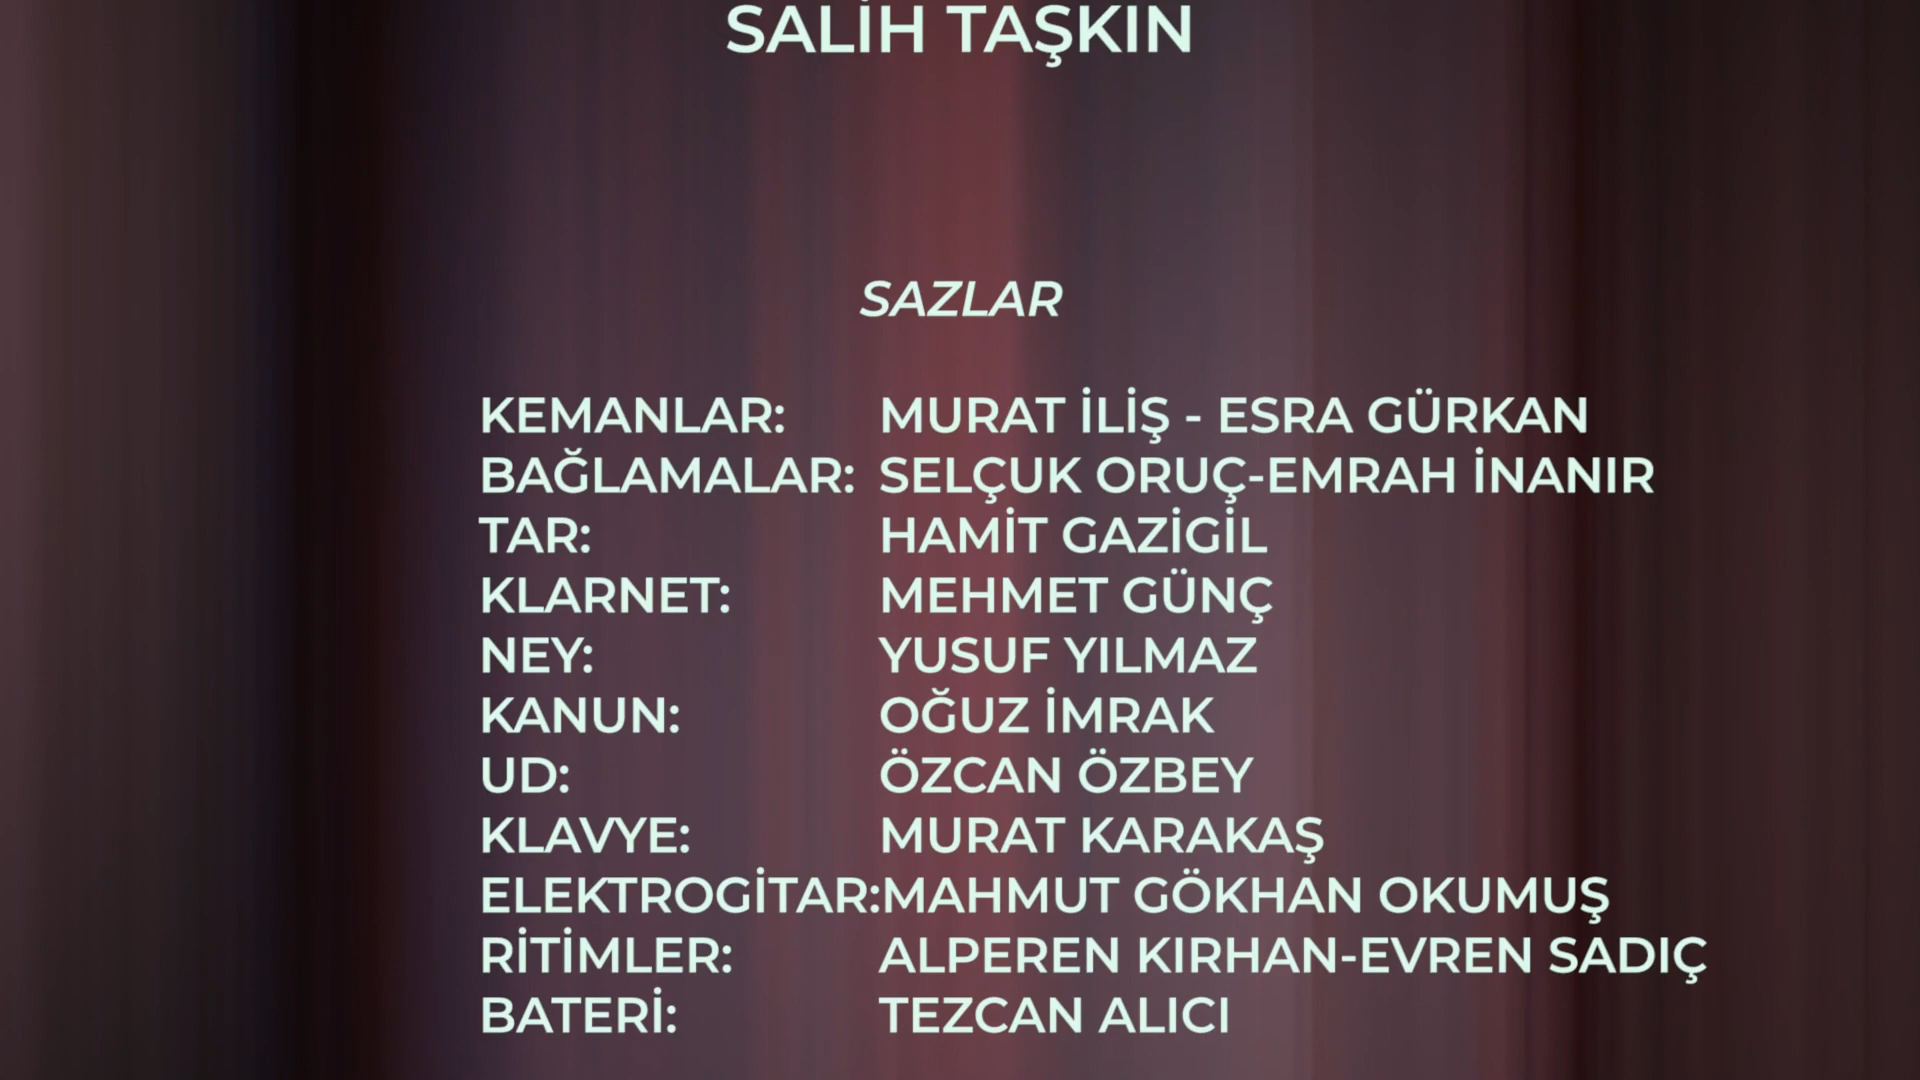 SALİH TAŞKIN
SAZLAR
KEMANLAR: MURAT İLİŞ - ESRA GÜRKAN
BAĞLAMALAR: SELÇUK ORUÇ-EMRAH İNANIR
TAR: HAMİT GAZİGİL
KLARNET: MEHMET GÜNÇ
NEY: YUSUF YILMAZ
KANUN: OĞUZ İMRAK
UD: ÖZCAN ÖZBEY
KLAVYE: MURAT KARAKAŞ
ELEKTROGİTAR:MAHMUT GÖKHAN OKUMUŞ
RİTİMLER: ALPEREN KIRHAN-EVREN SADIÇ
BATERİ: TEZCAN ALICI